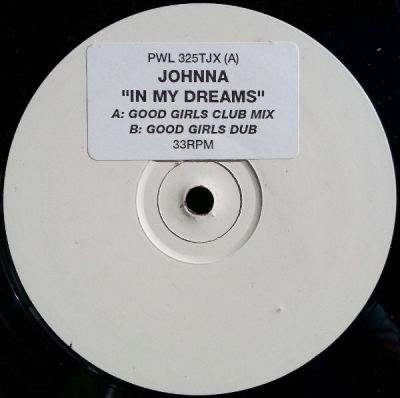 PWL 325TJX (A)
JOHNNA
"IN MY DREAMS"
A: GOOD GIRLS CLUB MIX
B: GOOD GIRLS DUB
33RPM